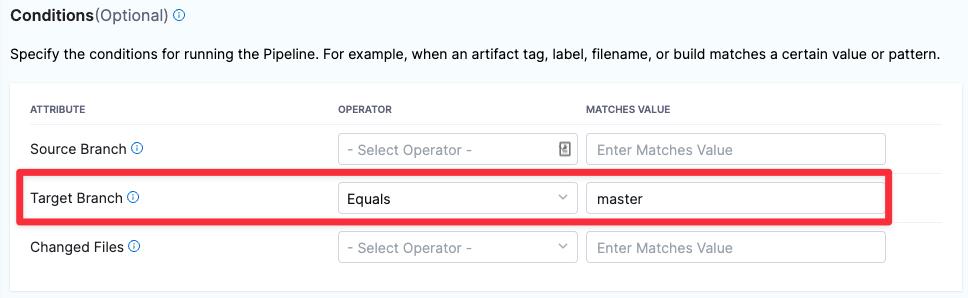 Conditions(Optional)
Specify the conditions for running the Pipeline. For example, when an artifact tag, label, filename, or build matches a certain value or pattern.
ATTRIBUTE OPERATOR MATCHES VALUE
Source Branch - Select Operator - Enter Matches Value
Target Branch Equals master
Changed Files - Select Operator - Enter Matches Value